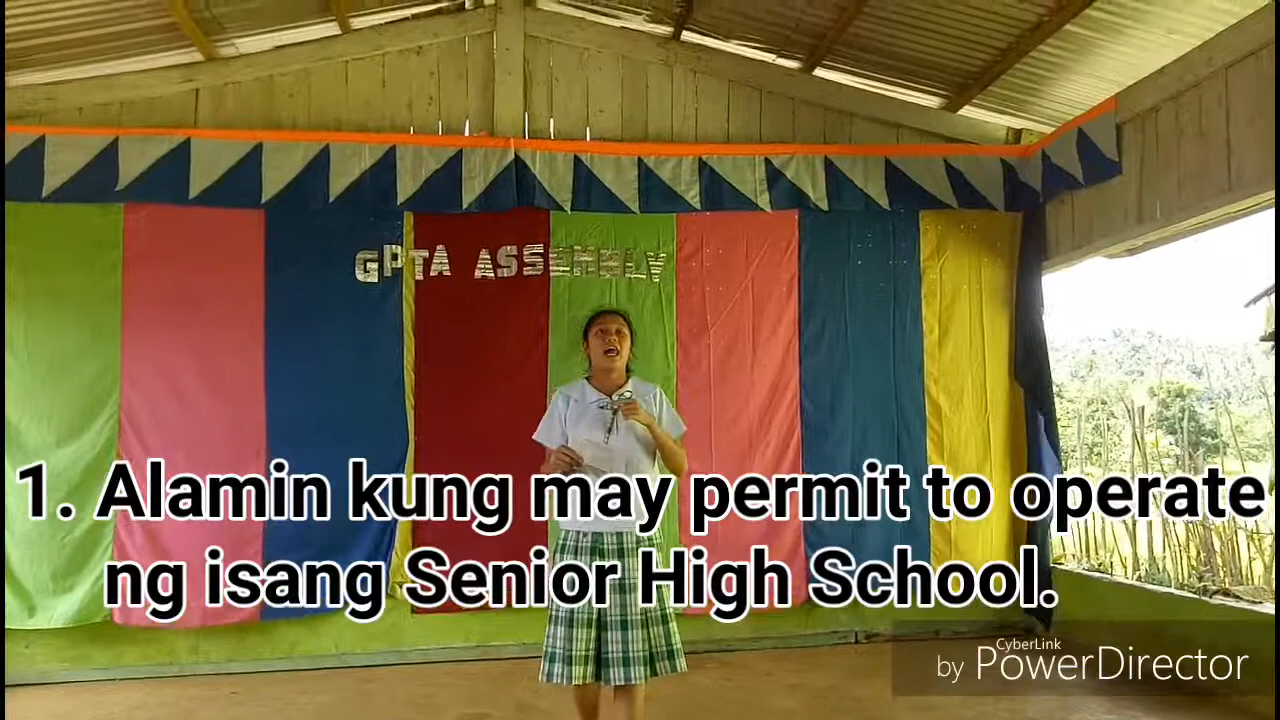 GPTA ASSEMBLY
1. Alamin kung may permit to operate
ng isang Senior High School.
CyberLink
by PowerDirector